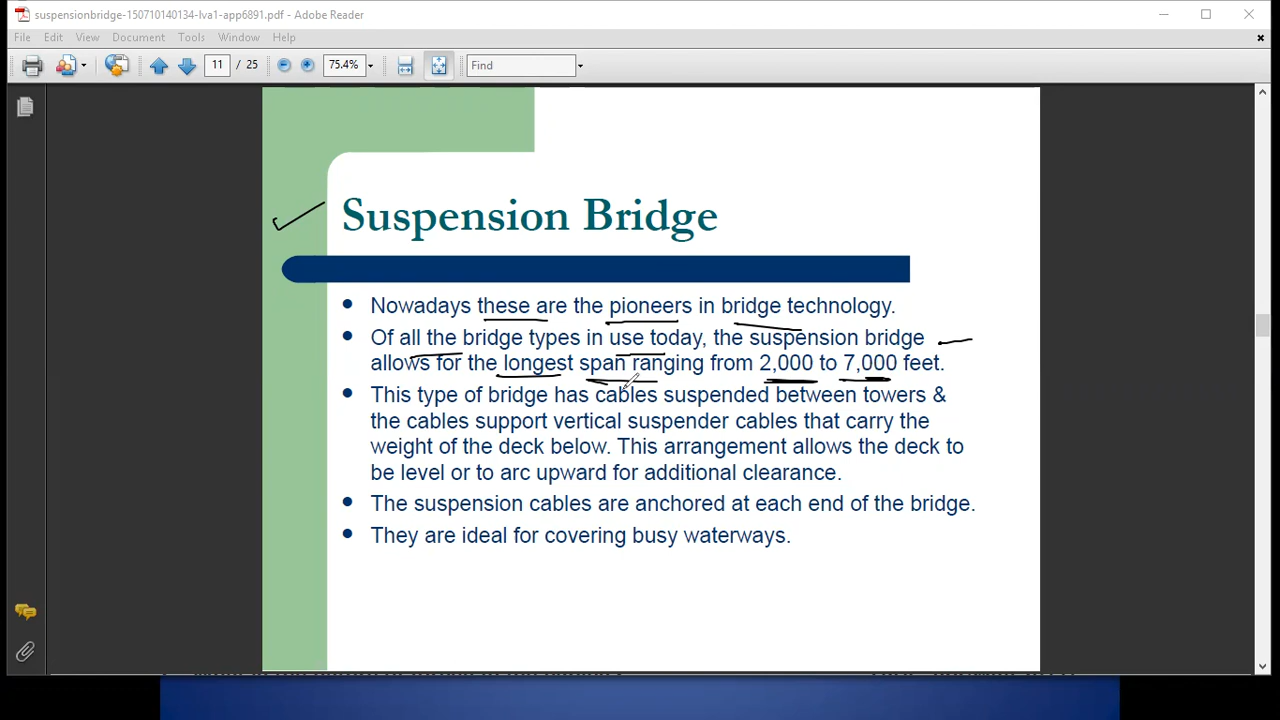 suspensionbridge-150710140134-lva1-app6891.pdf - Adobe Reader
File Edit View Document Tools Window Help
11 / 25 75.4% Find
Suspension Bridge
• Nowadays these are the pioneers in bridge technology.
• Of all the bridge types in use today, the suspension bridge
allows for the longest span ranging from 2,000 to 7,000 feet.
• This type of bridge has cables suspended between towers &
the cables support vertical suspender cables that carry the
weight of the deck below. This arrangement allows the deck to
be level or to arc upward for additional clearance.
• The suspension cables are anchored at each end of the bridge.
• They are ideal for covering busy waterways.